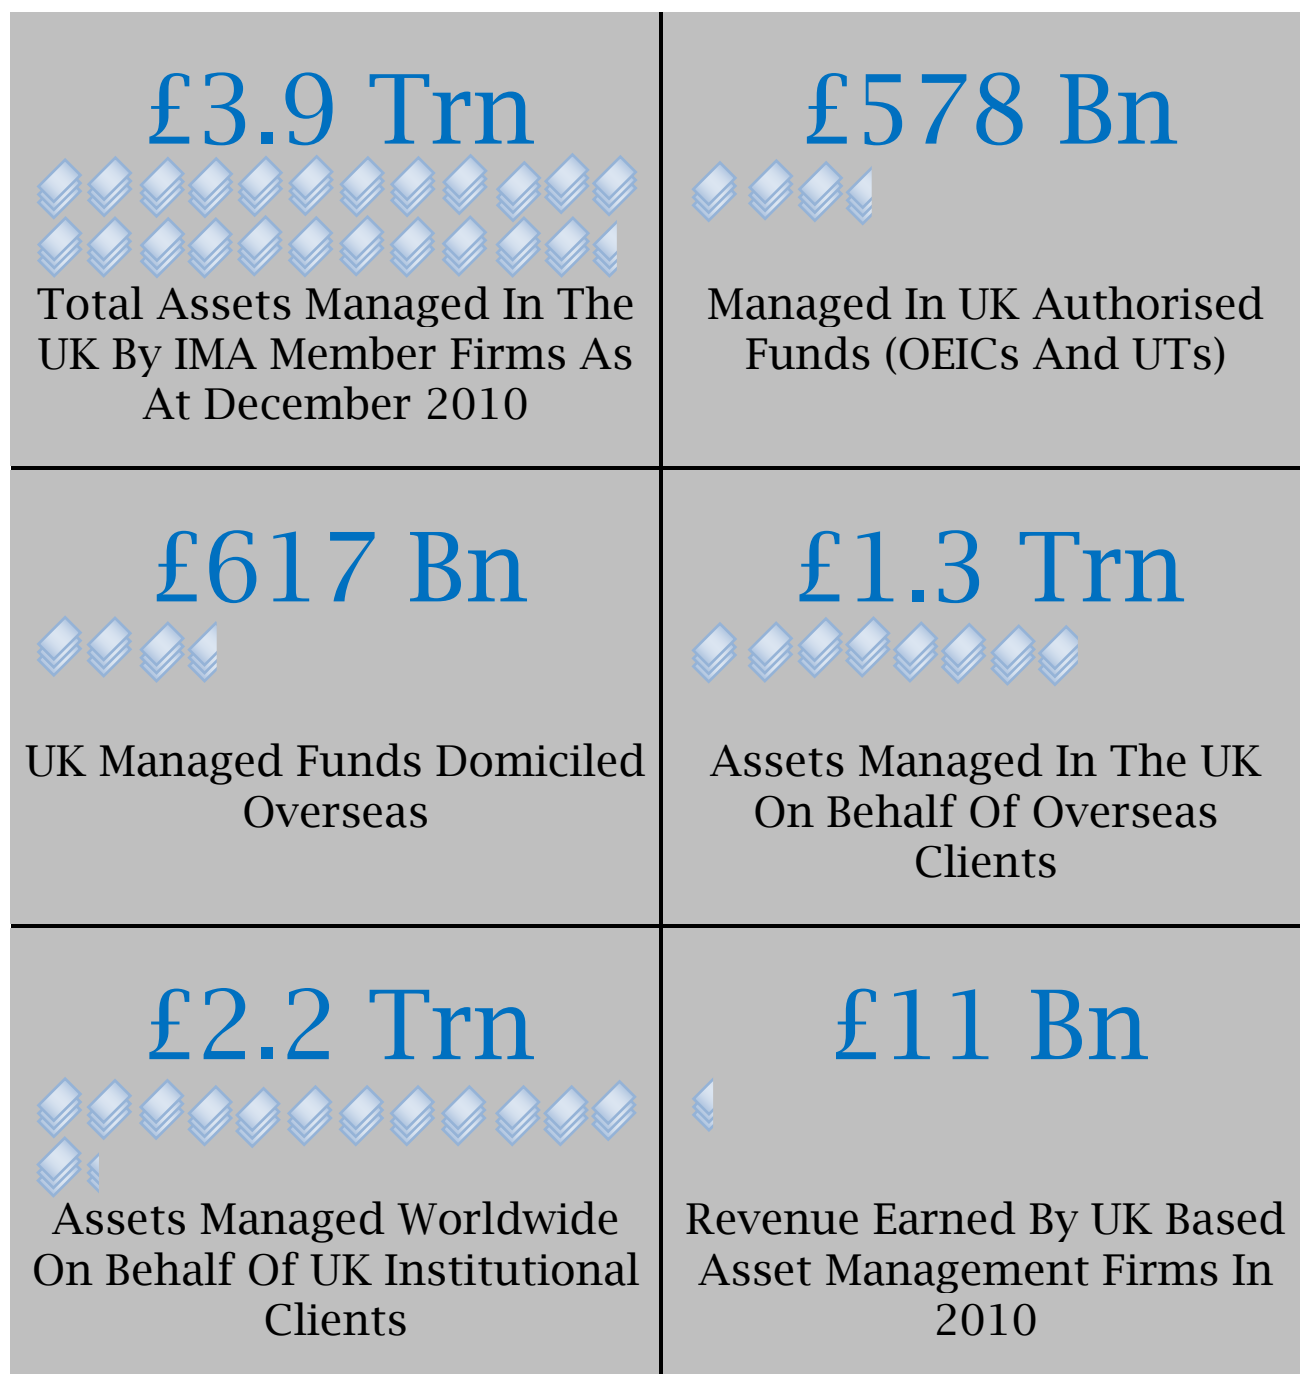 £3.9 Trn
Total Assets Managed In The
UK By IMA Member Firms As
At December 2010
£578 Bn
Managed In UK Authorised
Funds (OEICs And UTs)
£617 Bn
UK Managed Funds Domiciled
Overseas
£1.3 Trn
Assets Managed In The UK
On Behalf Of Overseas
Clients
£2.2 Trn
Assets Managed Worldwide
On Behalf Of UK Institutional
Clients
£11 Bn
Revenue Earned By UK Based
Asset Management Firms In
2010